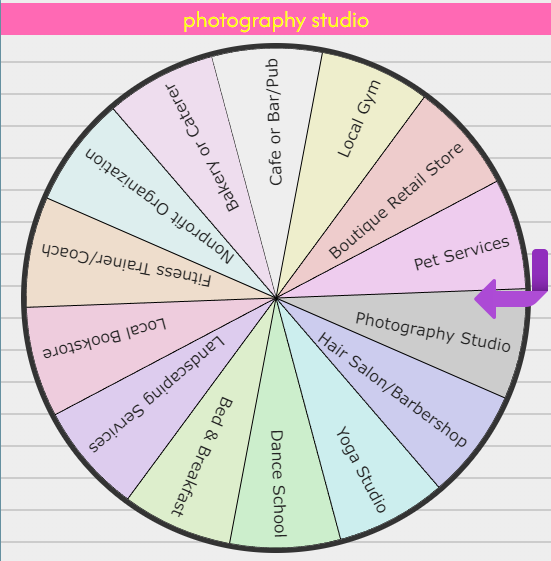 photography studio
Cafe or Bar/Pub
Local Gym
Boutique Retail Store
Pet Services
Photography Studio
Hair Salon/Barbershop
Yoga Studio
Dance School
Bed & Breakfast
Landscaping Services
Local Bookstore
Fitness Trainer/Coach
Nonprofit Organization
Bakery or Caterer